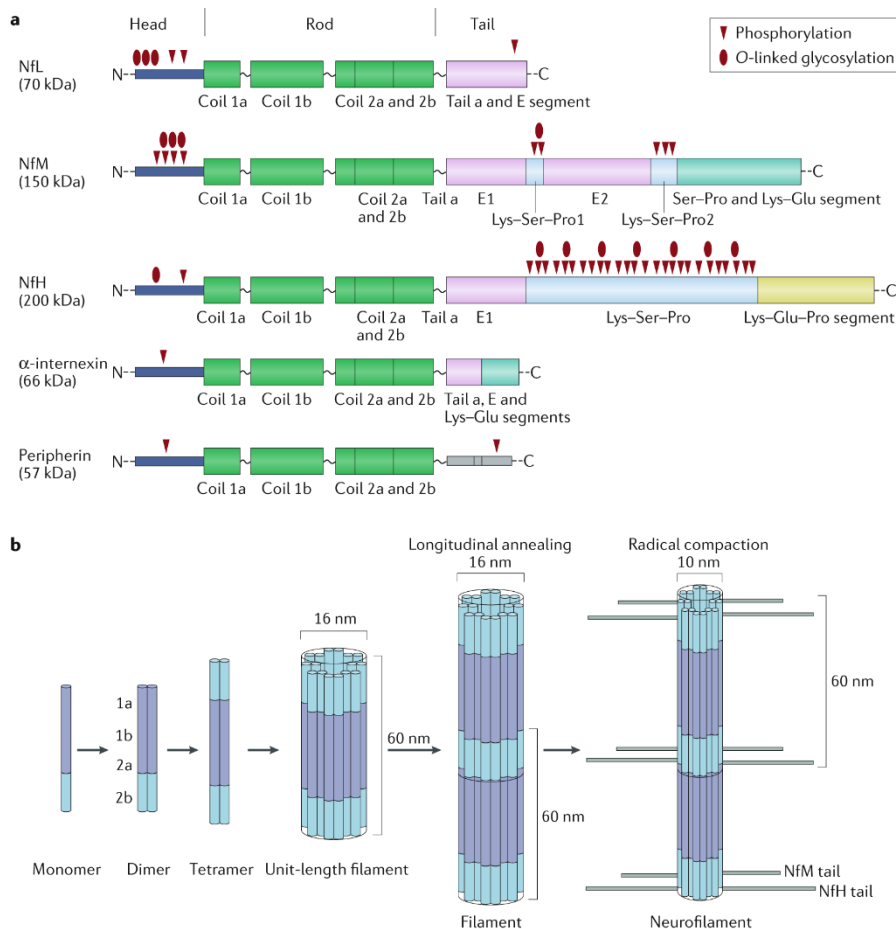 a
Head
Rod
Tail
Phosphorylation
O-linked glycosylation
NfL
(70 kDa)
N
C
Coil 1a
Coil 1b
Coil 2a and 2b
Tail a and E segment
NfM
(150 kDa)
N
C
Coil 1a
Coil 1b
Coil 2a
and 2b
Tail a
E1
E2
Ser–Pro and Lys–Glu segment
Lys–Ser–Pro1
Lys–Ser–Pro2
NfH
(200 kDa)
N
C
Coil 1a
Coil 1b
Coil 2a
and 2b
Tail a
E1
Lys–Ser–Pro
Lys–Glu–Pro segment
α-internexin
(66 kDa)
N
C
Coil 1a
Coil 1b
Coil 2a and 2b
Tail a, E and
Lys–Glu segments
Peripherin
(57 kDa)
N
C
Coil 1a
Coil 1b
Coil 2a and 2b
b
Longitudinal annealing
16 nm
Radical compaction
10 nm
16 nm
1a
1b
2a
2b
60 nm
60 nm
60 nm
Monomer
Dimer
Tetramer
Unit-length filament
Filament
Neurofilament
NfM tail
NfH tail